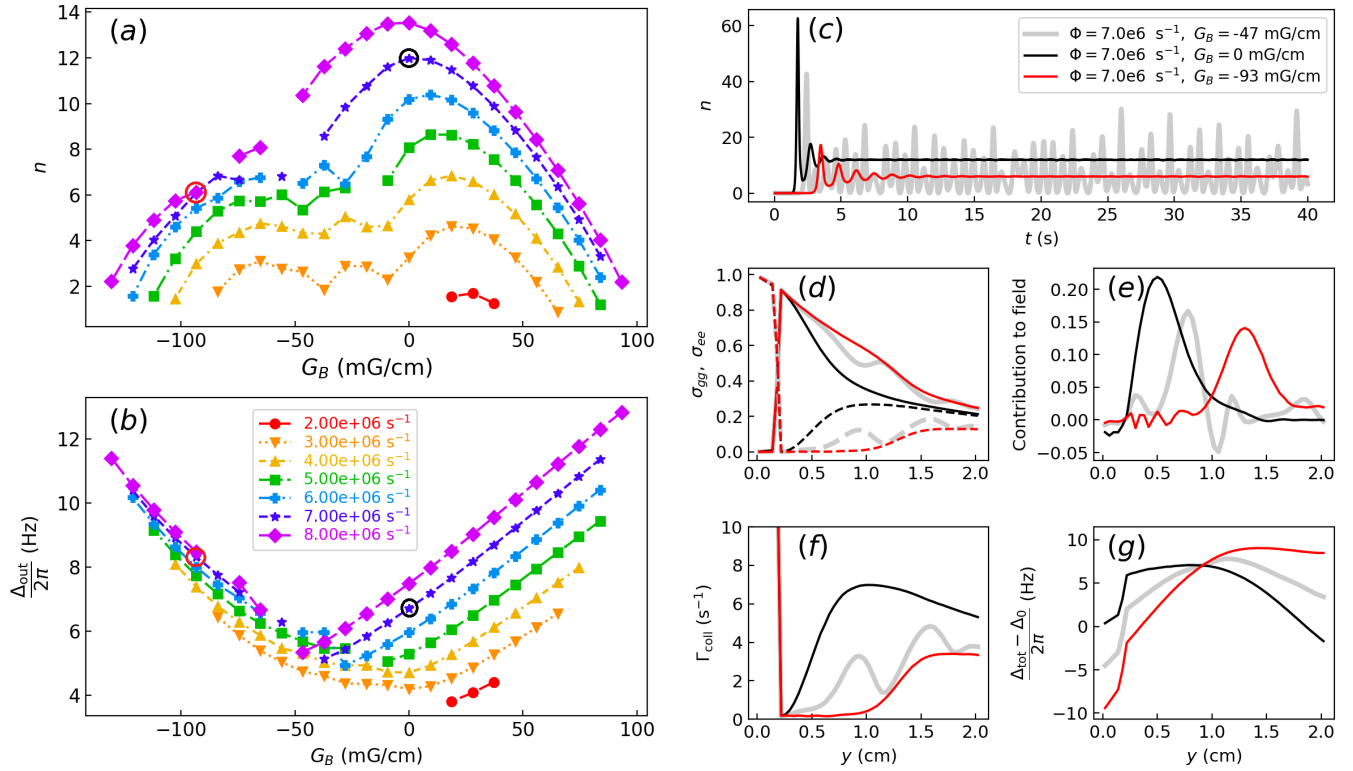 (a)
n
14
12
10
8
6
4
2
−100
−50
0
50
100
G_B (mG/cm)
(b)
Δ_out / 2π (Hz)
12
10
8
6
4
2.00e+06 s⁻¹
3.00e+06 s⁻¹
4.00e+06 s⁻¹
5.00e+06 s⁻¹
6.00e+06 s⁻¹
7.00e+06 s⁻¹
8.00e+06 s⁻¹
−100
−50
0
50
100
G_B (mG/cm)
(c)
n
60
40
20
0
Φ = 7.0e6 s⁻¹, G_B = -47 mG/cm
Φ = 7.0e6 s⁻¹, G_B = 0 mG/cm
Φ = 7.0e6 s⁻¹, G_B = -93 mG/cm
0
5
10
15
20
25
30
35
40
t (s)
(d)
σ_gg, σ_ee
1.0
0.8
0.6
0.4
0.2
0.0
0.0
0.5
1.0
1.5
2.0
(e)
Contribution to field
0.20
0.15
0.10
0.05
0.00
−0.05
0.0
0.5
1.0
1.5
2.0
(f)
Γ_coll (s⁻¹)
10
8
6
4
2
0
0.0
0.5
1.0
1.5
2.0
y (cm)
(g)
Δ_tot − Δ_0 / 2π (Hz)
10
5
0
−5
−10
0.0
0.5
1.0
1.5
2.0
y (cm)